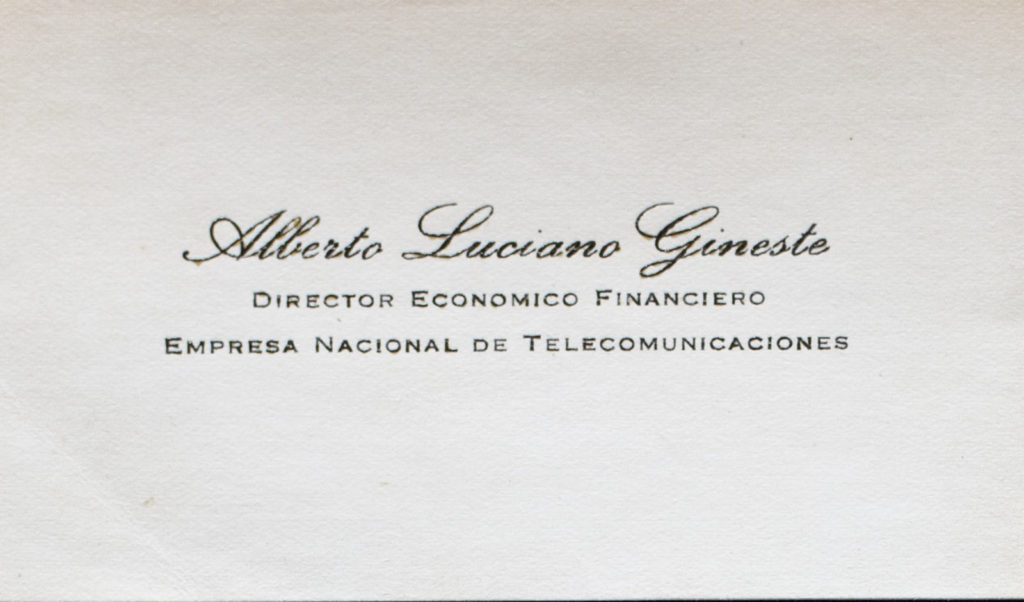 Alberto Luciano Gineste
DIRECTOR ECONOMICO FINANCIERO
EMPRESA NACIONAL DE TELECOMUNICACIONES